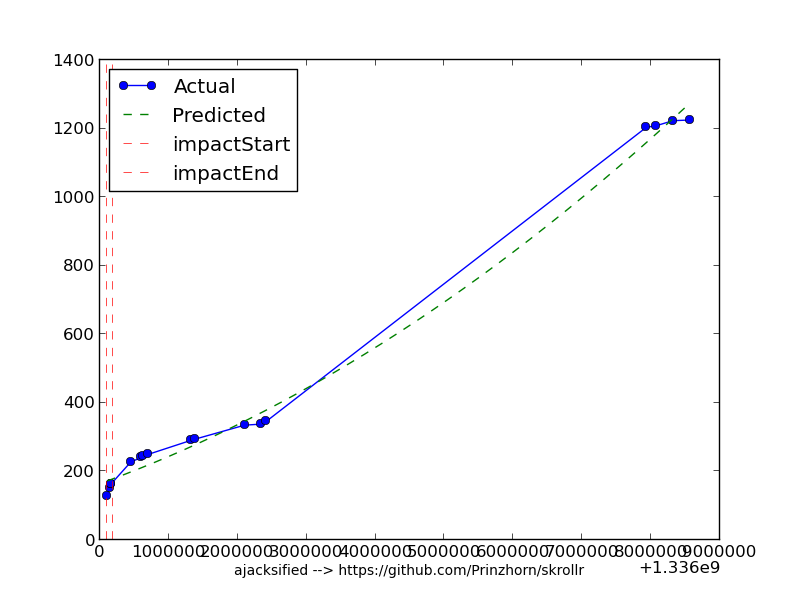 1400
1200
1000
800
600
400
200
0
Actual
Predicted
impactStart
impactEnd
0 1000000 2000000 3000000 4000000 5000000 6000000 7000000 8000000 9000000
+1.336e9
ajacksified --> https://github.com/Prinzhorn/skrollr